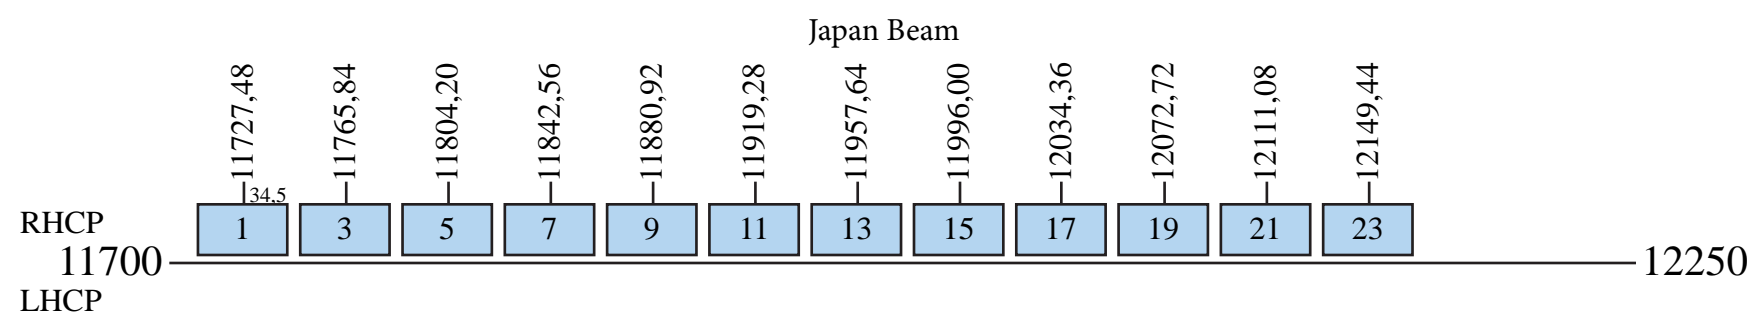 Japan Beam
11727,48 11765,84 11804,20 11842,56 11880,92 11919,28 11957,64 11996,00 12034,36 12072,72 12111,08 12149,44
34,5
RHCP 1 3 5 7 9 11 13 15 17 19 21 23
11700 12250
LHCP